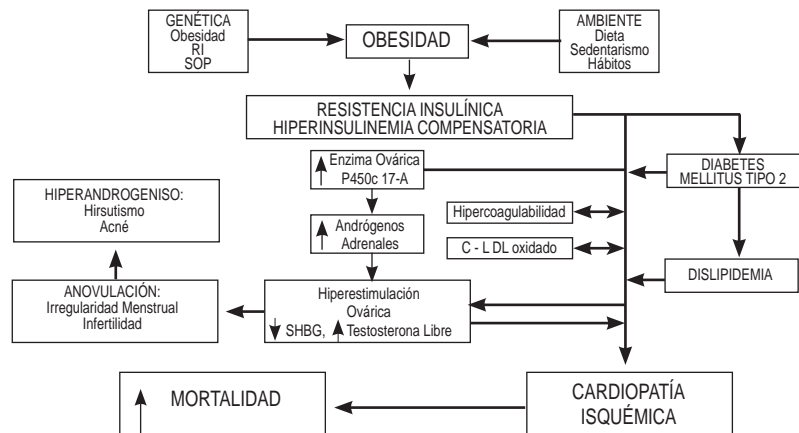 GENÉTICA
Obesidad
RI
SOP
OBESIDAD
AMBIENTE
Dieta
Sedentarismo
Hábitos
RESISTENCIA INSULÍNICA
HIPERINSULINEMIA COMPENSATORIA
Enzima Ovárica
P450c 17-A
DIABETES
MELLITUS TIPO 2
HIPERANDROGENISO:
Hirsutismo
Acné
Hipercoagulabilidad
Andrógenos
Adrenales
C - L DL oxidado
DISLIPIDEMIA
ANOVULACIÓN:
Irregularidad Menstrual
Infertilidad
Hiperestimulación
Ovárica
SHBG, Testosterona Libre
MORTALIDAD
CARDIOPATÍA
ISQUÉMICA